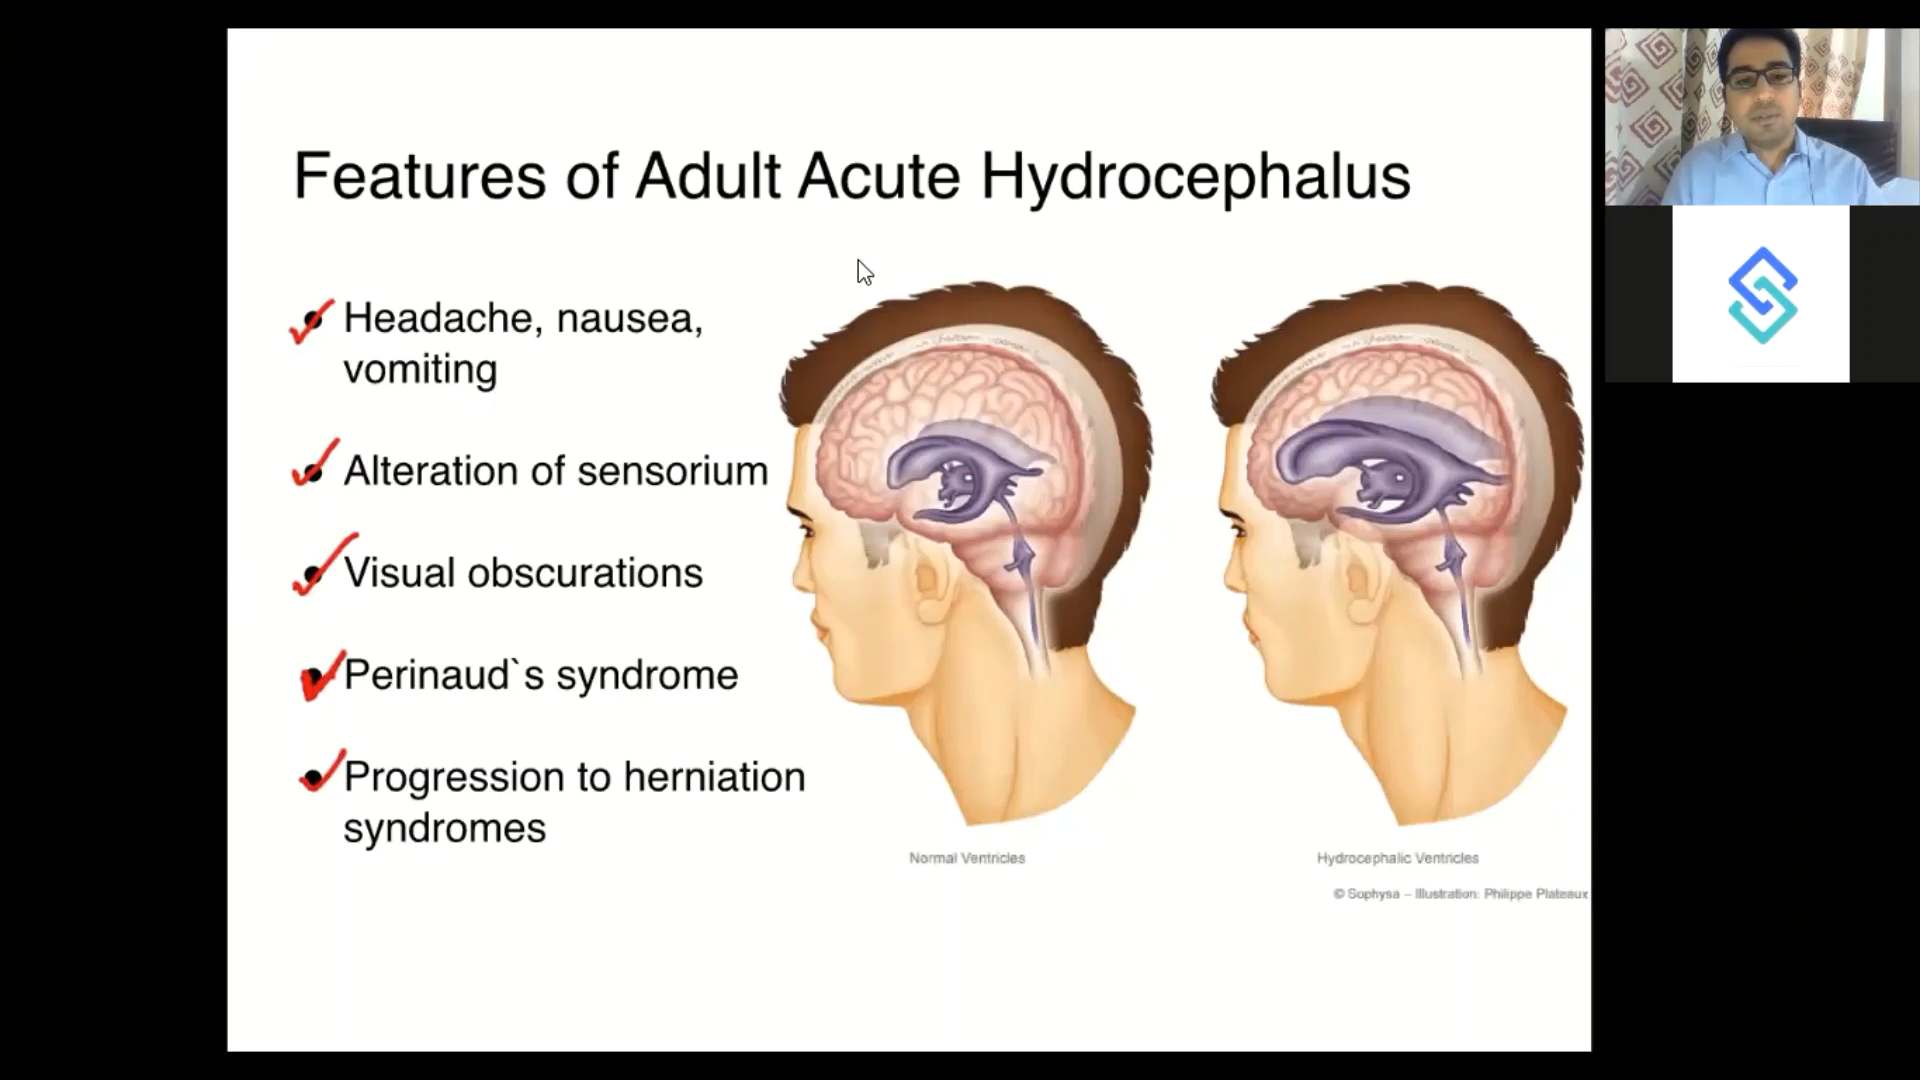 Features of Adult Acute Hydrocephalus
Headache, nausea,
vomiting
Alteration of sensorium
Visual obscurations
Perinaud`s syndrome
Progression to herniation
syndromes
Normal Ventricles
Hydrocephalic Ventricles
© Sophysa – Illustration: Philippe Plateaux